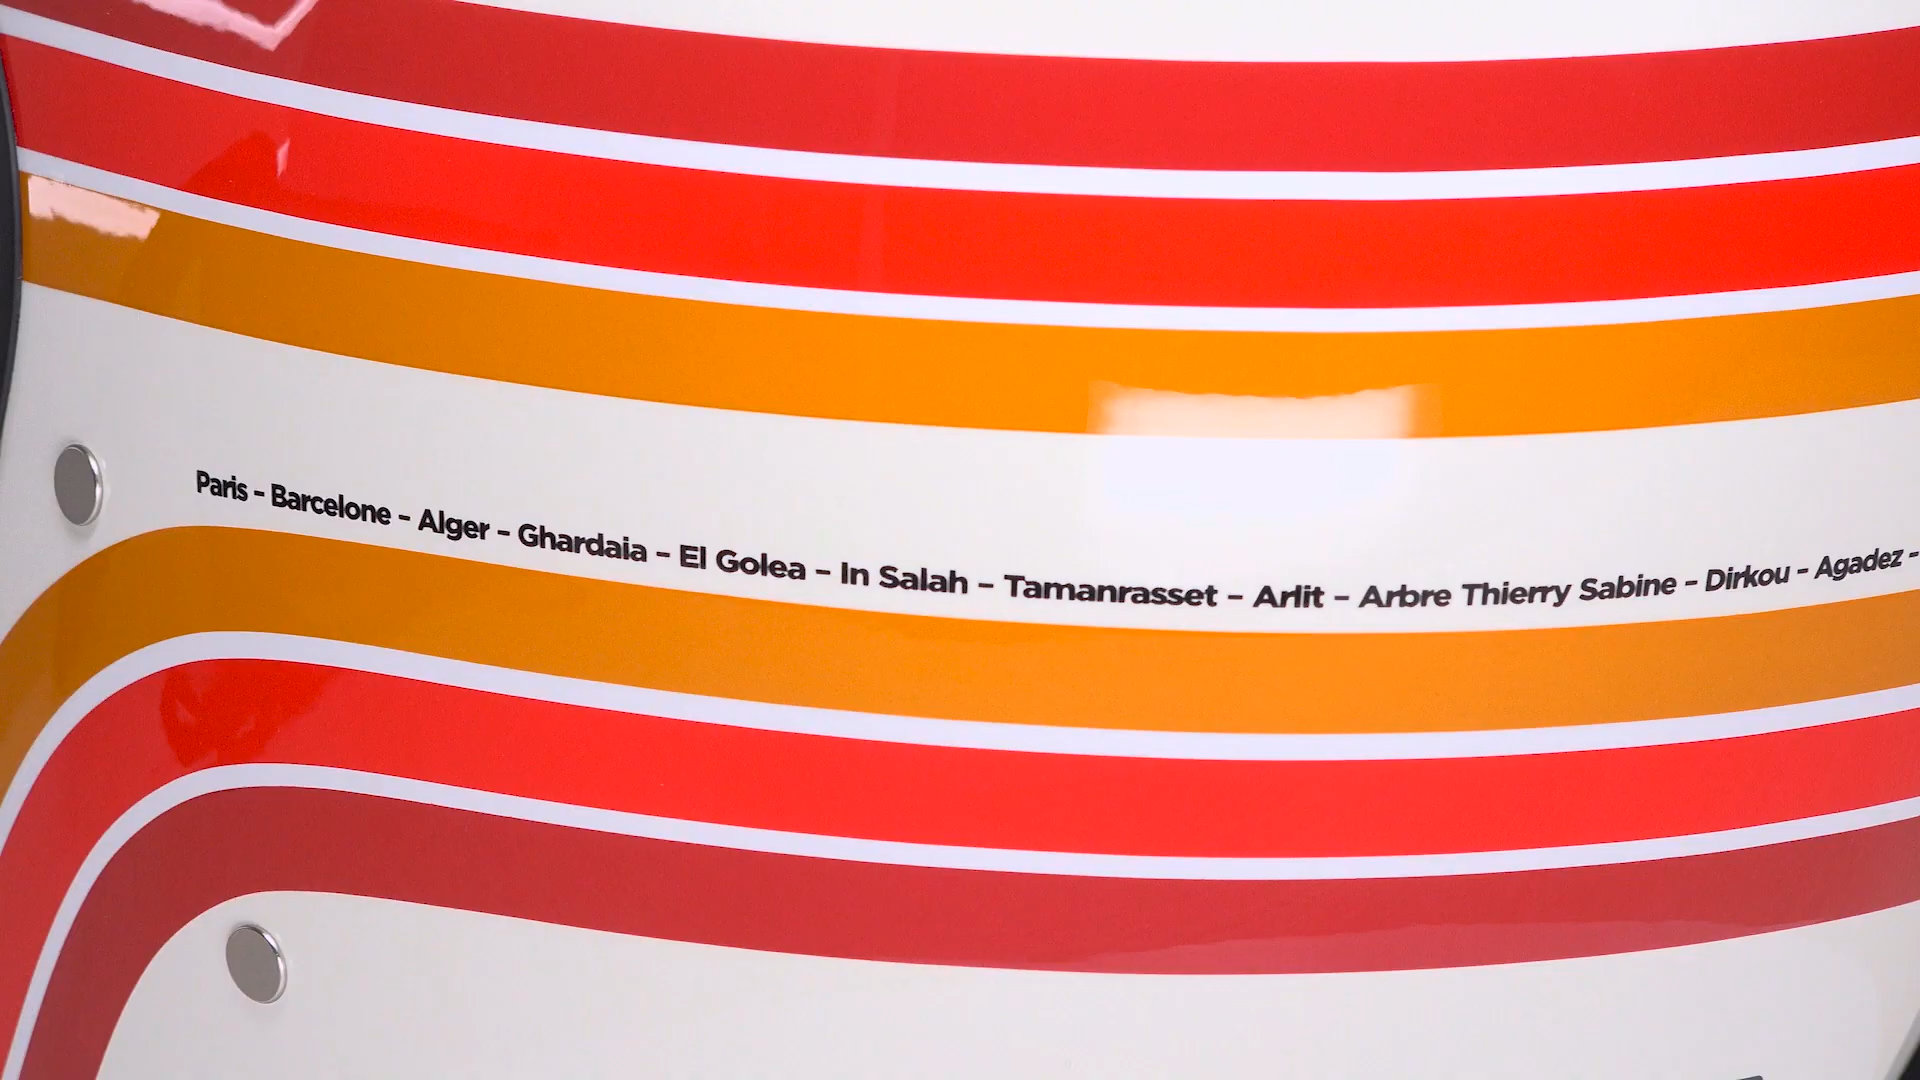 Paris - Barcelone - Alger - Ghardaia - El Golea - In Salah - Tamanrasset - Arlit - Arbre Thierry Sabine - Dirkou - Agadez -